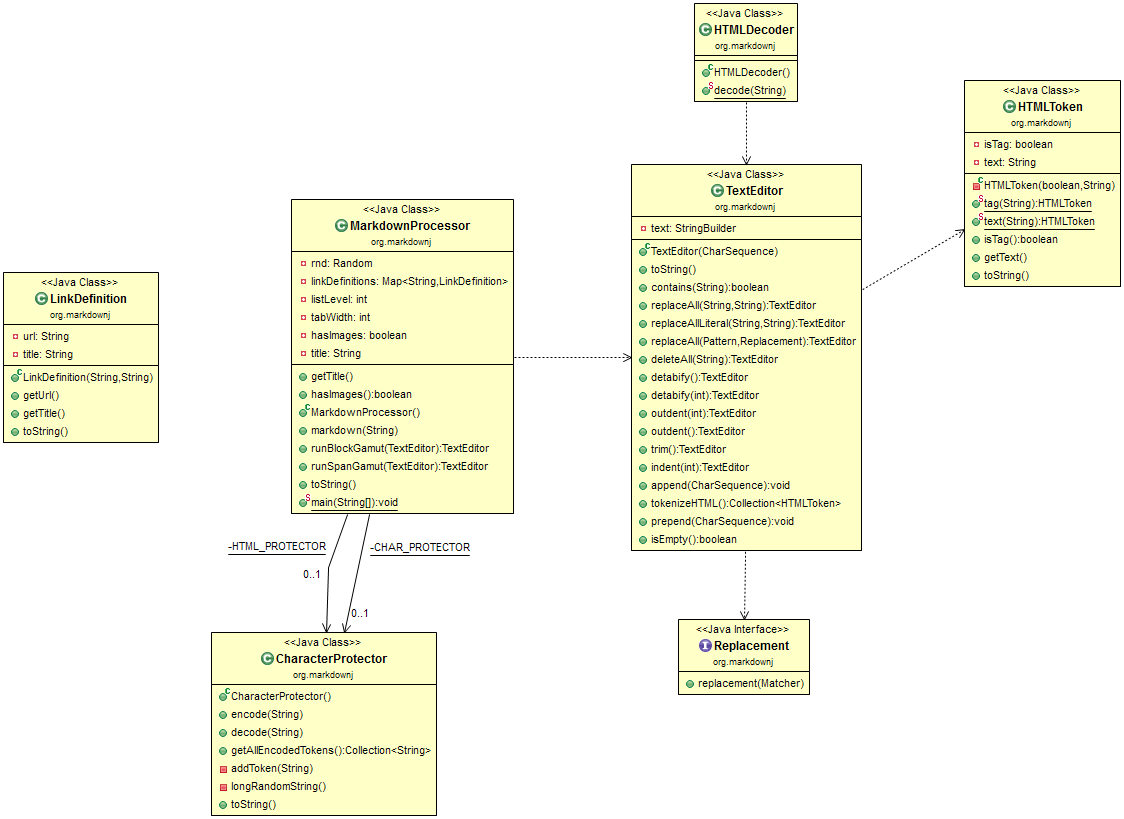 <<Java Class>>
HTMLDecoder
org.markdownj
HTMLDecoder()
decode(String)
<<Java Class>>
HTMLToken
org.markdownj
isTag: boolean
text: String
HTMLToken(boolean,String)
tag(String):HTMLToken
text(String):HTMLToken
isTag():boolean
getText()
toString()
<<Java Class>>
TextEditor
org.markdownj
text: StringBuilder
TextEditor(CharSequence)
toString()
contains(String):boolean
replaceAll(String,String):TextEditor
replaceAllLiteral(String,String):TextEditor
replaceAll(Pattern,Replacement):TextEditor
deleteAll(String):TextEditor
detabify():TextEditor
detabify(int):TextEditor
outdent(int):TextEditor
outdent():TextEditor
trim():TextEditor
indent(int):TextEditor
append(CharSequence):void
tokenizeHTML():Collection<HTMLToken>
prepend(CharSequence):void
isEmpty():boolean
<<Java Class>>
MarkdownProcessor
org.markdownj
rnd: Random
linkDefinitions: Map<String,LinkDefinition>
listLevel: int
tabWidth: int
hasImages: boolean
title: String
getTitle()
hasImages():boolean
MarkdownProcessor()
markdown(String)
runBlockGamut(TextEditor):TextEditor
runSpanGamut(TextEditor):TextEditor
toString()
main(String[]):void
<<Java Class>>
LinkDefinition
org.markdownj
url: String
title: String
LinkDefinition(String,String)
getUrl()
getTitle()
toString()
-HTML_PROTECTOR
0..1
-CHAR_PROTECTOR
0..1
<<Java Class>>
CharacterProtector
org.markdownj
CharacterProtector()
encode(String)
decode(String)
getAllEncodedTokens():Collection<String>
addToken(String)
longRandomString()
toString()
<<Java Interface>>
Replacement
org.markdownj
replacement(Matcher)